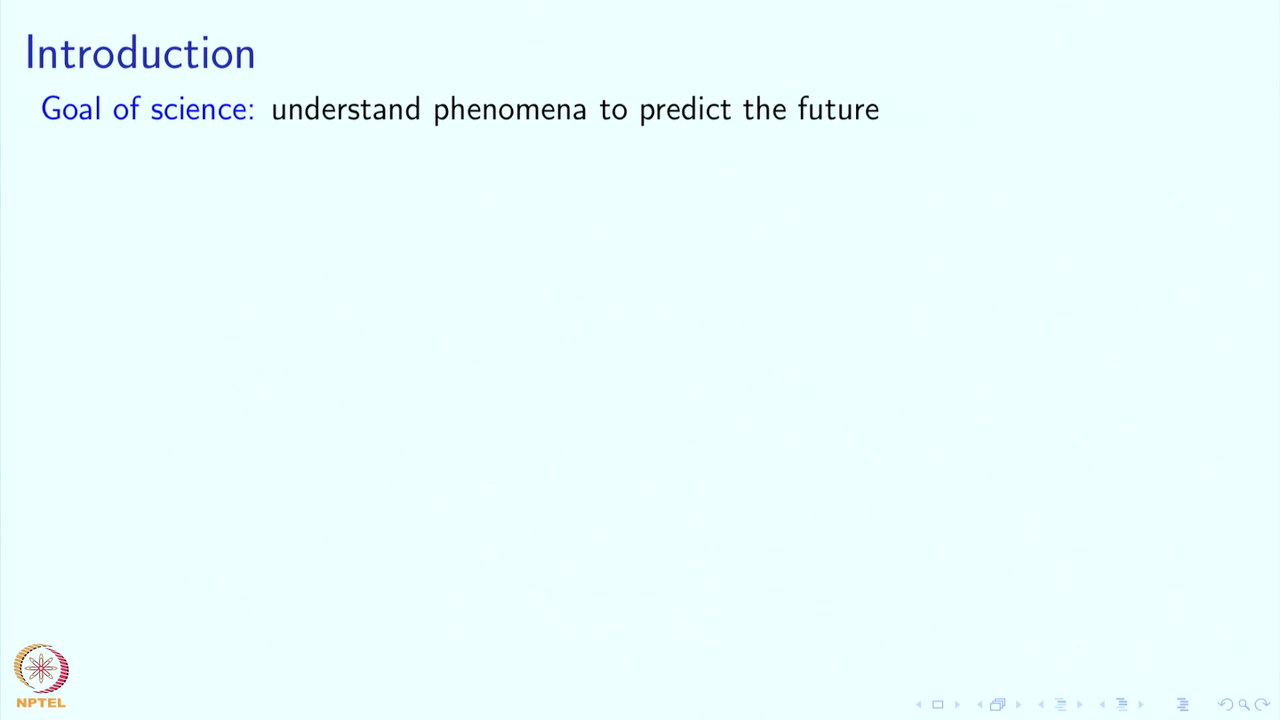 Introduction
Goal of science: understand phenomena to predict the future
NPTEL